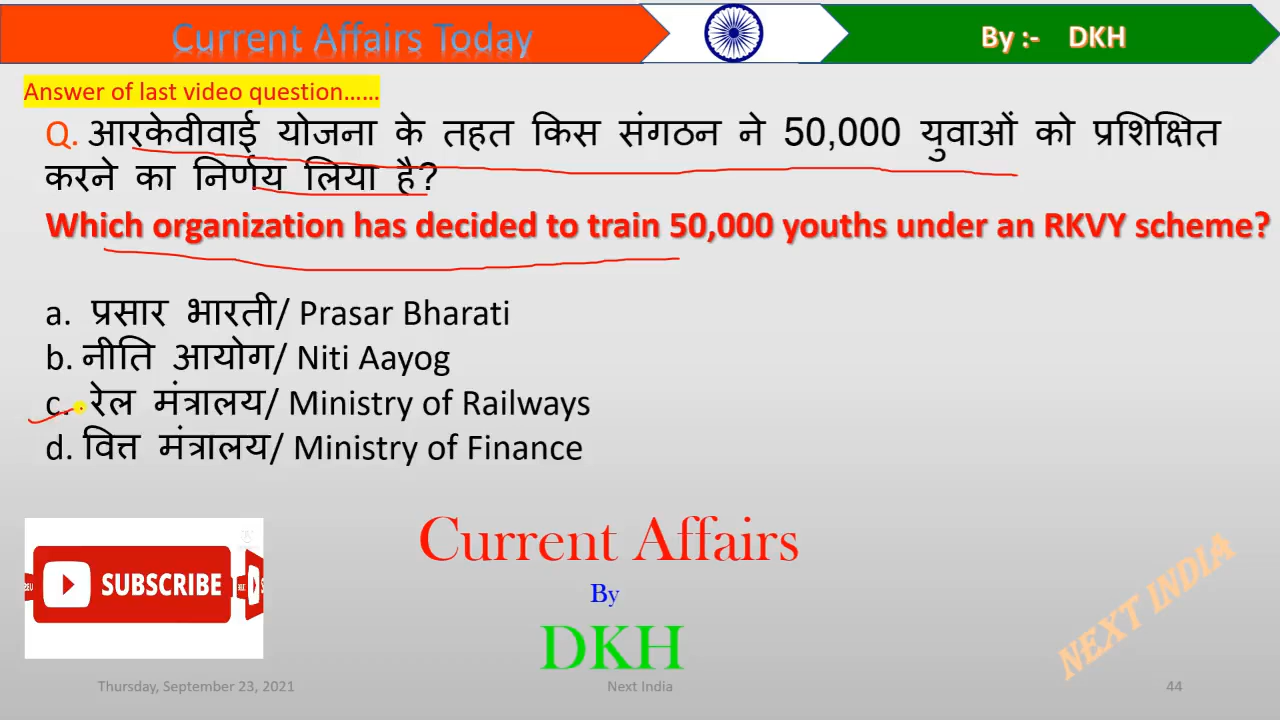 Current Affairs Today
By :- DKH
Answer of last video question......
Q. आरकेवीवाई योजना के तहत किस संगठन ने 50,000 युवाओं को प्रशिक्षित
करने का निर्णय लिया है?
Which organization has decided to train 50,000 youths under an RKVY scheme?
a. प्रसार भारती/ Prasar Bharati
b. नीति आयोग/ Niti Aayog
c. रेल मंत्रालय/ Ministry of Railways
d. वित्त मंत्रालय/ Ministry of Finance
SUBSCRIBE
Current Affairs
By
DKH
NEXT INDIA
Thursday, September 23, 2021
Next India
44